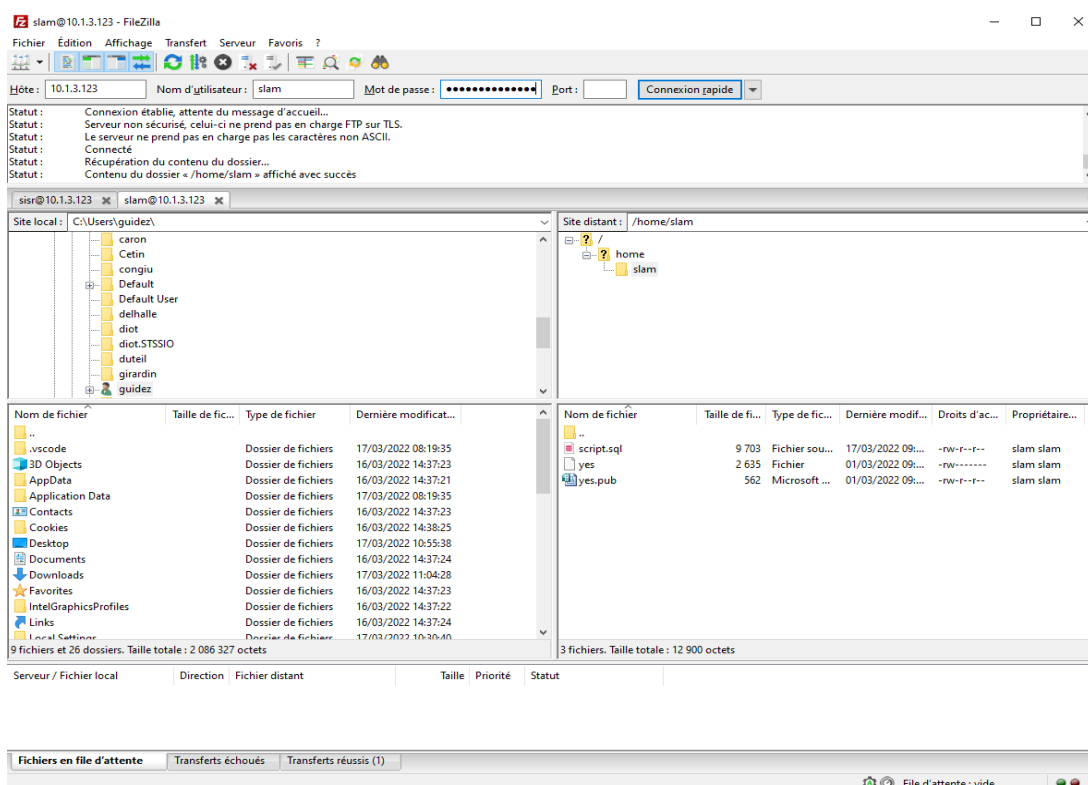 slam@10.1.3.123 - FileZilla
Fichier Édition Affichage Transfert Serveur Favoris ?
Hôte : 10.1.3.123 Nom d'utilisateur : slam Mot de passe : ●●●●●●●●●●●●●●● Port : Connexion rapide
Statut : Connexion établie, attente du message d'accueil...
Statut : Serveur non sécurisé, celui-ci ne prend pas en charge FTP sur TLS.
Statut : Le serveur ne prend pas en charge pas les caractères non ASCII.
Statut : Connecté
Statut : Récupération du contenu du dossier...
Statut : Contenu du dossier « /home/slam » affiché avec succès
sisr@10.1.3.123 slam@10.1.3.123
Site local : C:\Users\guidez\
caron
Cetin
congiu
Default
Default User
delhalle
diot
diot.STSSIO
duteil
girardin
guidez
Site distant : /home/slam
/
home
slam
Nom de fichier Taille de fic... Type de fichier Dernière modificat...
..
.vscode Dossier de fichiers 17/03/2022 08:19:35
3D Objects Dossier de fichiers 16/03/2022 14:37:23
AppData Dossier de fichiers 16/03/2022 14:37:21
Application Data Dossier de fichiers 17/03/2022 08:19:35
Contacts Dossier de fichiers 16/03/2022 14:37:23
Cookies Dossier de fichiers 16/03/2022 14:38:25
Desktop Dossier de fichiers 17/03/2022 10:55:38
Documents Dossier de fichiers 16/03/2022 14:37:24
Downloads Dossier de fichiers 17/03/2022 11:04:28
Favorites Dossier de fichiers 16/03/2022 14:37:23
IntelGraphicsProfiles Dossier de fichiers 16/03/2022 14:37:22
Links Dossier de fichiers 16/03/2022 14:37:24
Local Settings Dossier de fichiers 17/03/2022 10:30:40
9 fichiers et 26 dossiers. Taille totale : 2 086 327 octets
Nom de fichier Taille de fi... Type de fic... Dernière modif... Droits d'ac... Propriétaire...
..
script.sql 9 703 Fichier sou... 17/03/2022 09:... -rw-r--r-- slam slam
yes 2 635 Fichier 01/03/2022 09:... -rw------- slam slam
yes.pub 562 Microsoft ... 01/03/2022 09:... -rw-r--r-- slam slam
3 fichiers. Taille totale : 12 900 octets
Serveur / Fichier local Direction Fichier distant Taille Priorité Statut
Fichiers en file d'attente Transferts échoués Transferts réussis (1)
File d'attente : vide